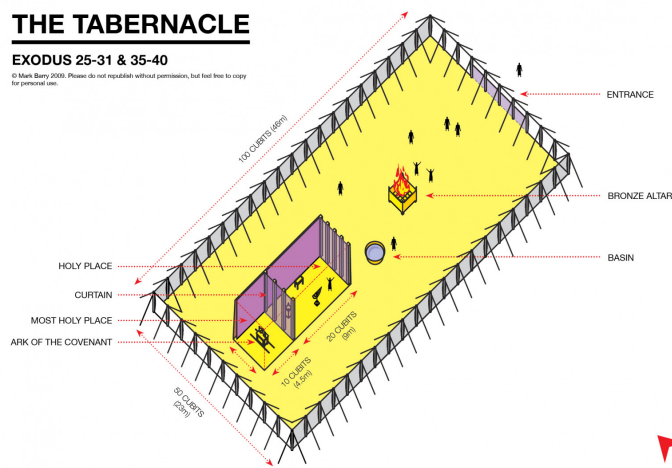 THE TABERNACLE
EXODUS 25-31 & 35-40
© Mark Barry 2009. Please do not republish without permission, but feel free to copy
for personal use.
100 CUBITS (46m)
ENTRANCE
BRONZE ALTAR
BASIN
HOLY PLACE
CURTAIN
MOST HOLY PLACE
ARK OF THE COVENANT
20 CUBITS
(9m)
10 CUBITS
(4.5m)
50 CUBITS
(23m)